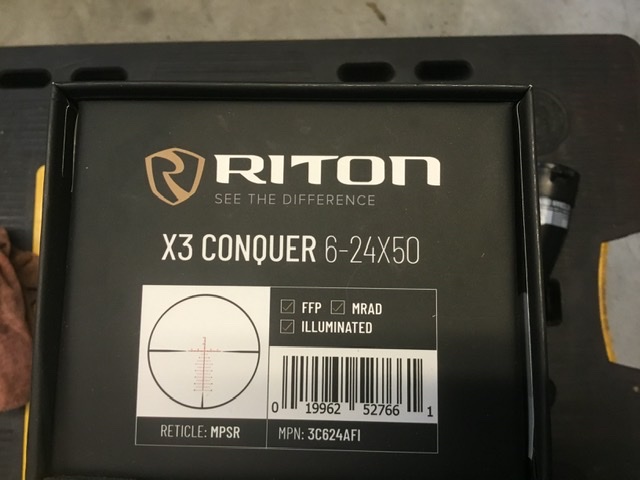 RITON
SEE THE DIFFERENCE
X3 CONQUER 6-24X50
FFP MRAD
ILLUMINATED
0 19962 52766 1
RETICLE: MPSR MPN: 3C624AFI